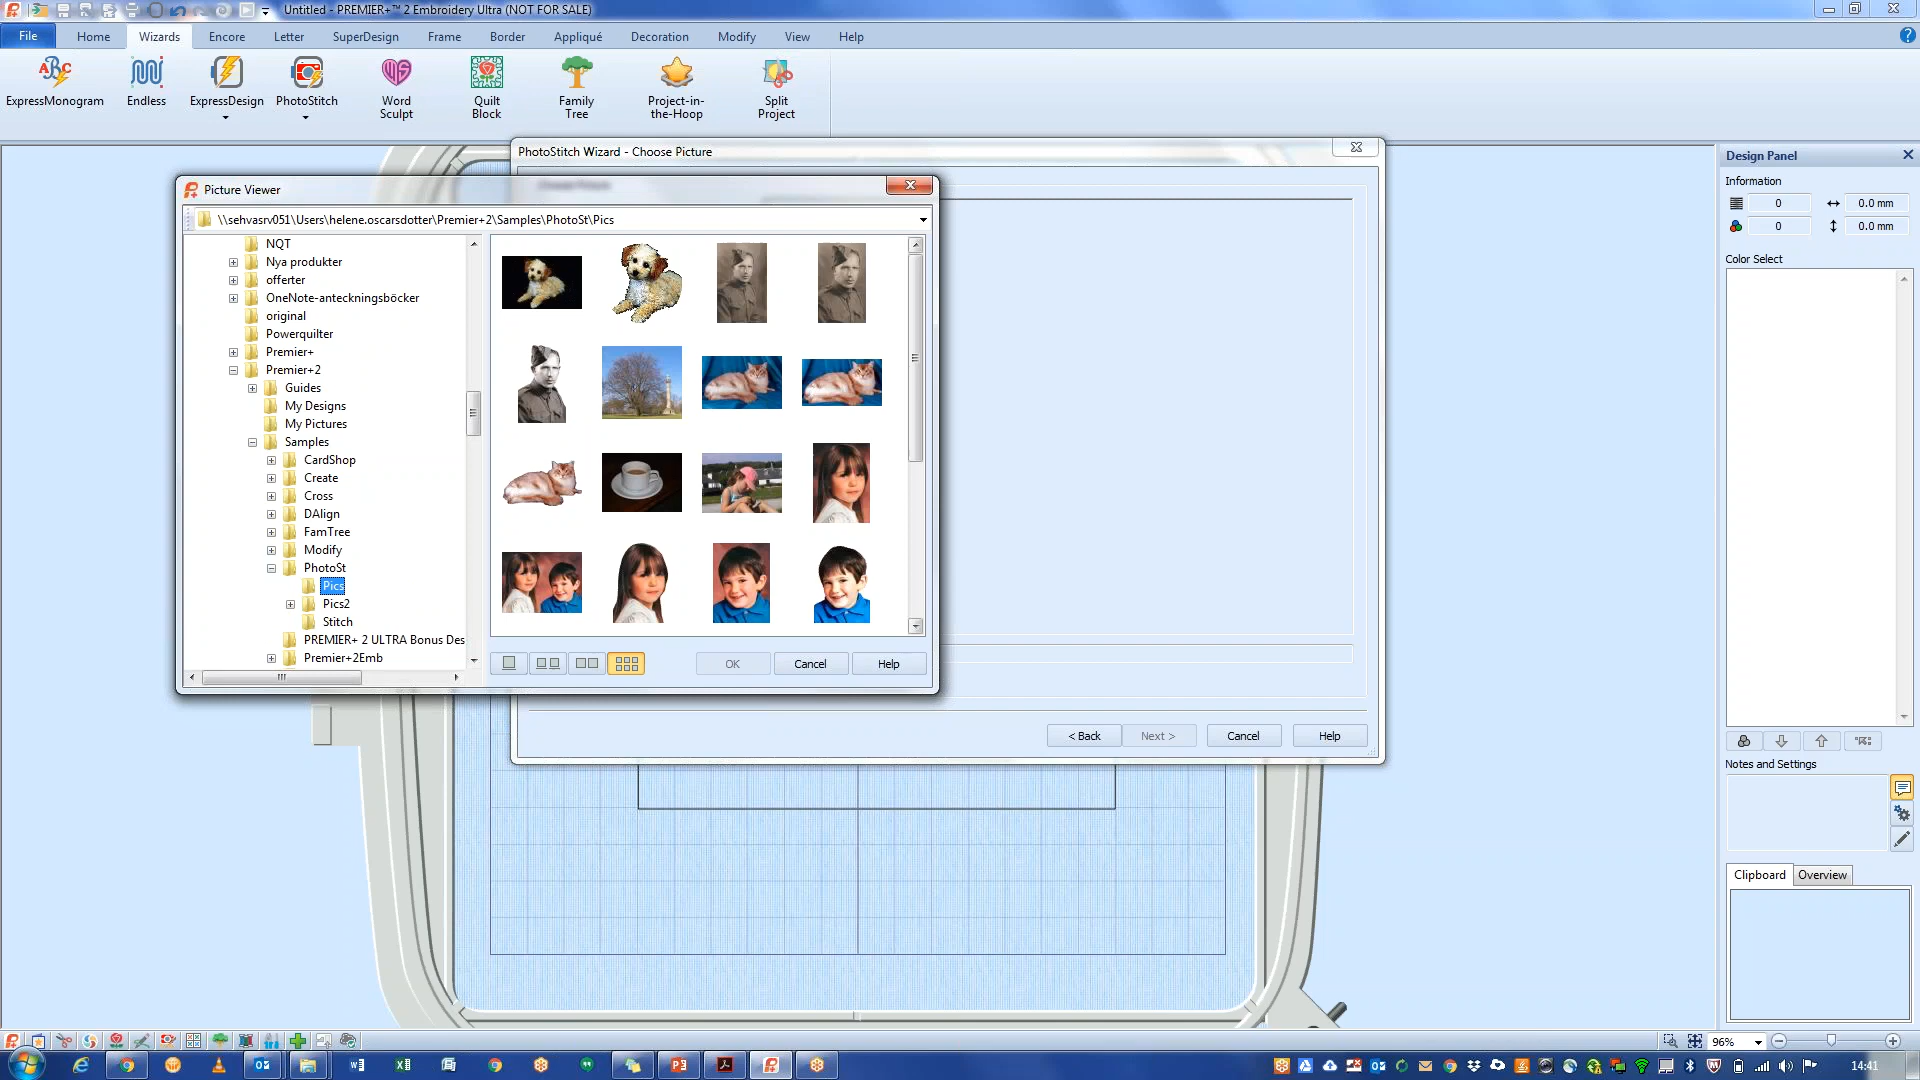 Untitled - PREMIER+™ 2 Embroidery Ultra (NOT FOR SALE)
File Home Wizards Encore Letter SuperDesign Frame Border Appliqué Decoration Modify View Help
ExpressMonogram Endless ExpressDesign PhotoStitch Word Sculpt Quilt Block Family Tree Project-in-the-Hoop Split Project
PhotoStitch Wizard - Choose Picture
Picture Viewer
\\sehvasrv051\Users\helene.oscarsdotter\Premier+2\Samples\PhotoSt\Pics
NQT
Nya produkter
offerter
OneNote-anteckningsböcker
original
Powerquilter
Premier+
Premier+2
Guides
My Designs
My Pictures
Samples
CardShop
Create
Cross
DAlign
FamTree
Modify
PhotoSt
Pics
Pics2
Stitch
PREMIER+ 2 ULTRA Bonus Des
Premier+2Emb
OK Cancel Help
< Back Next > Cancel Help
Design Panel
Information
0 0.0 mm
0 0.0 mm
Color Select
Notes and Settings
Clipboard Overview
96%
14:41